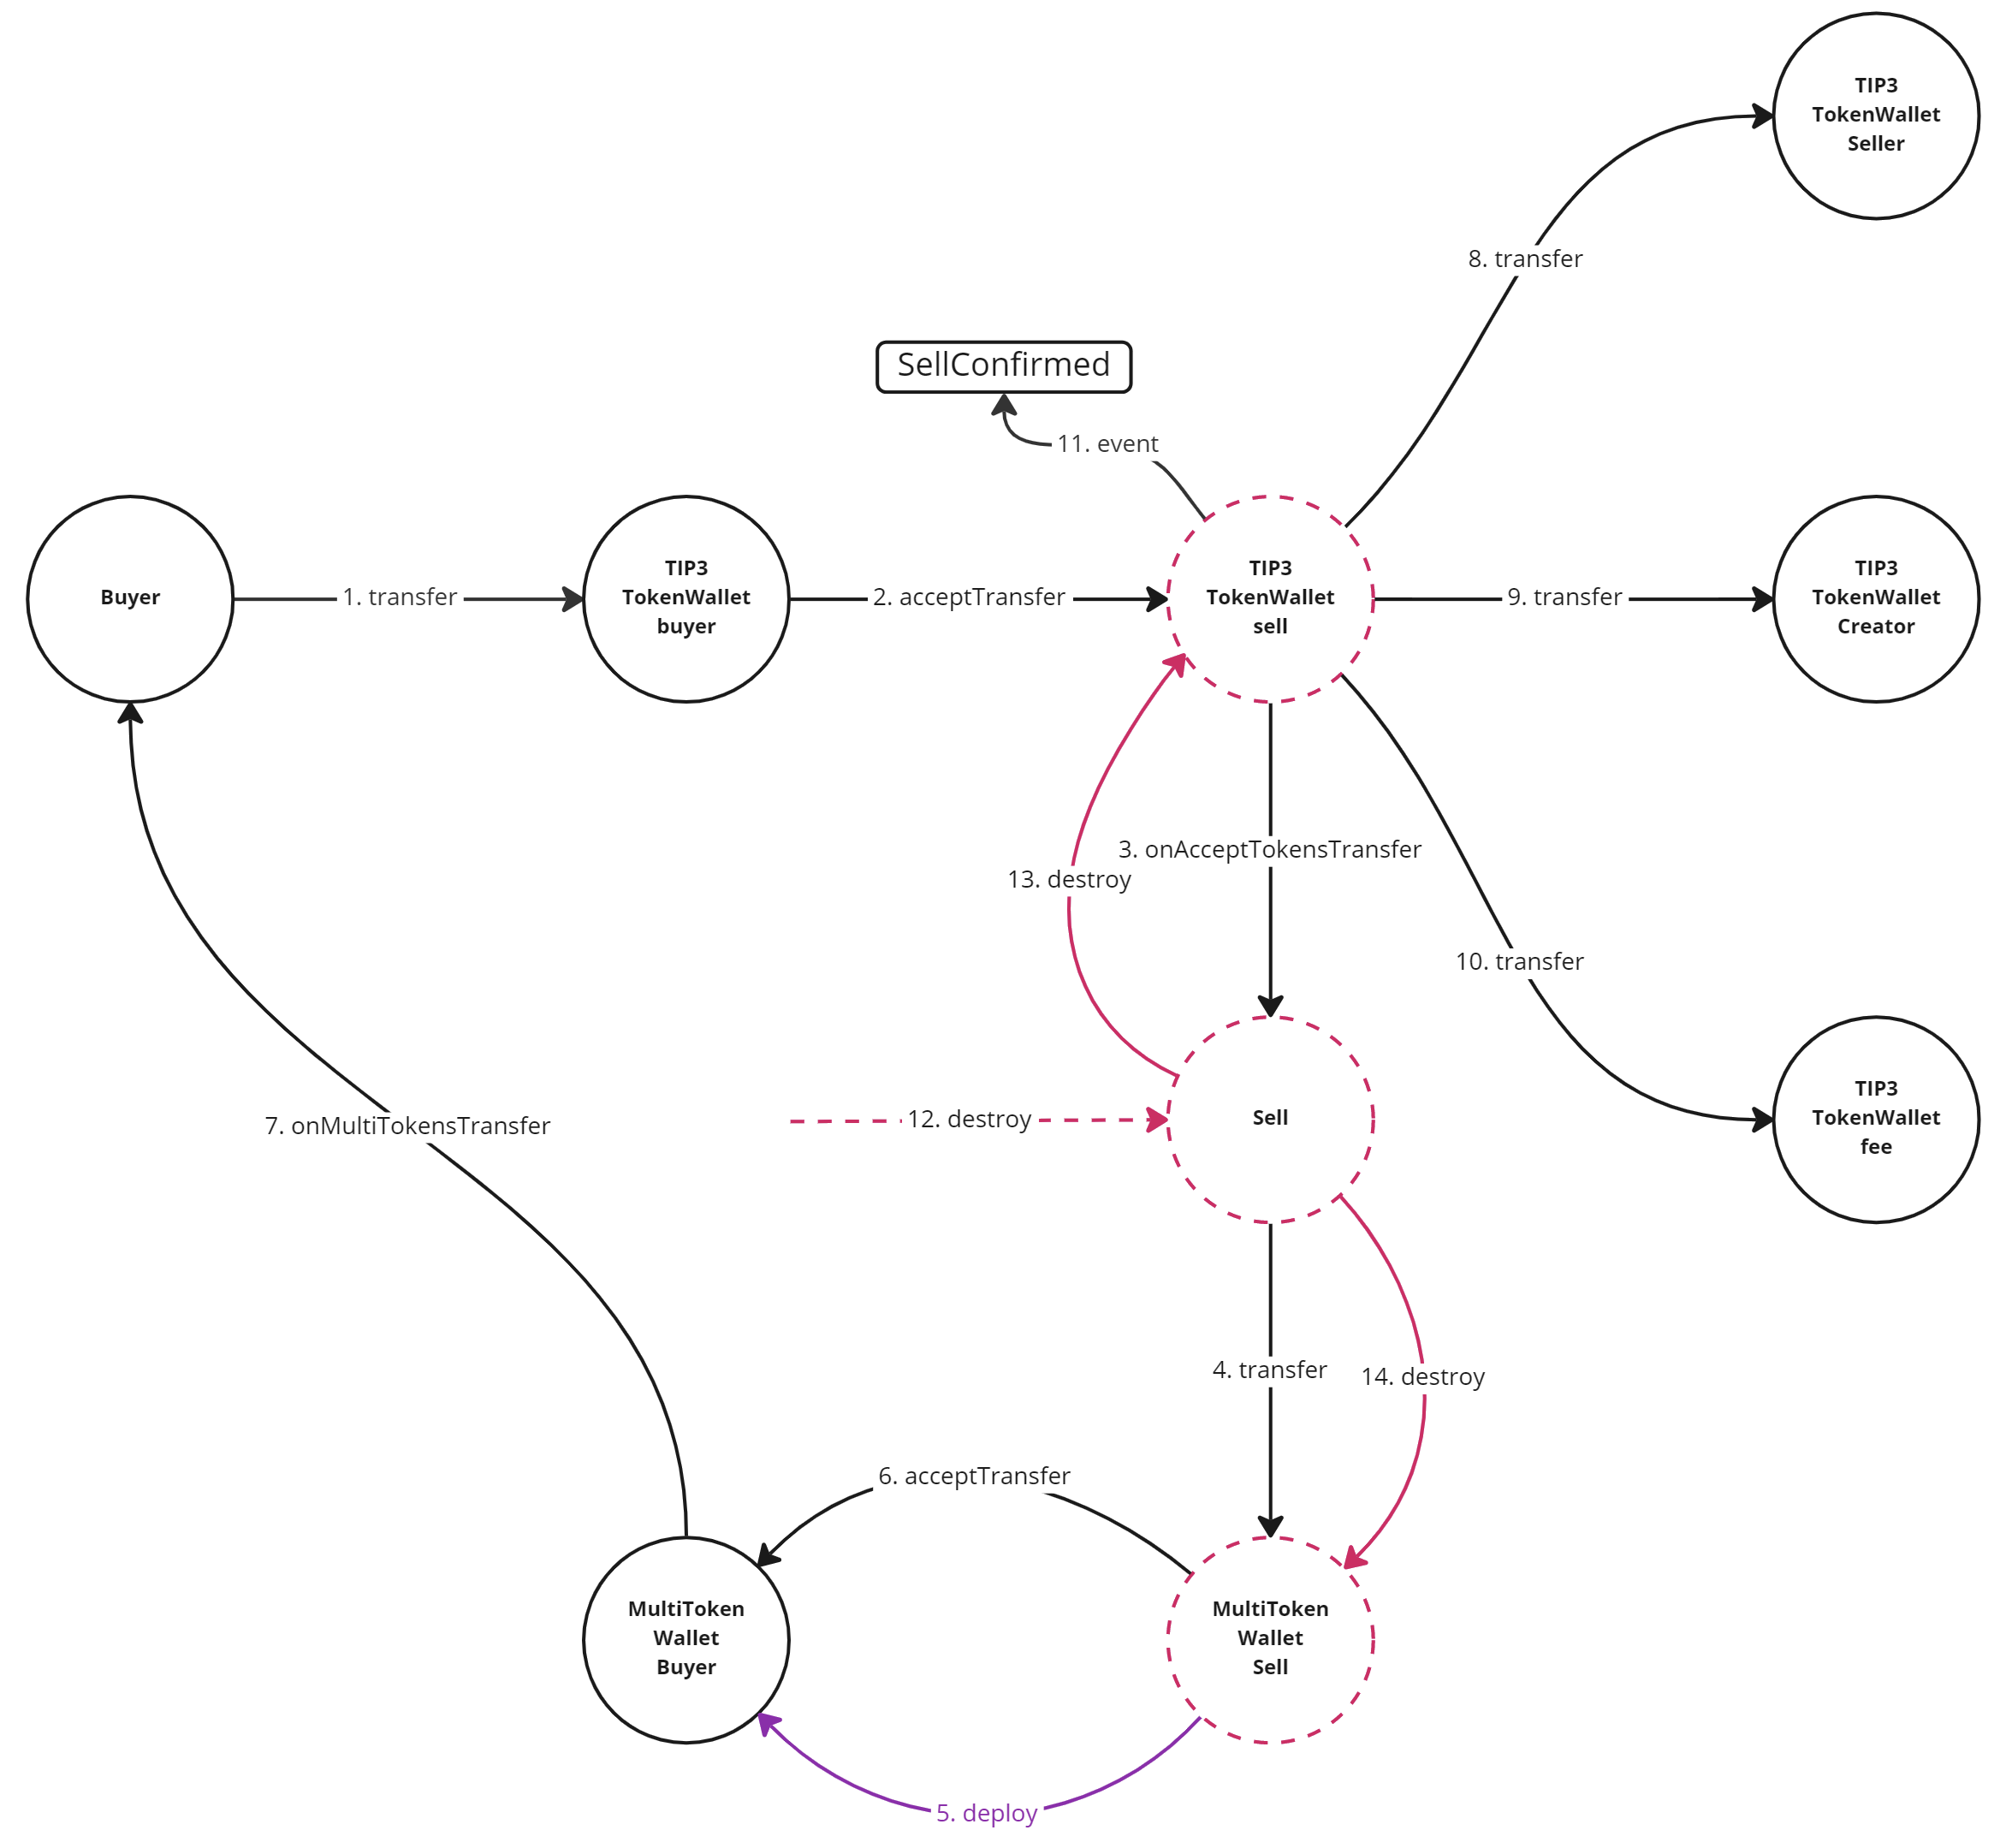 TIP3
TokenWallet
Seller
8. transfer
SellConfirmed
11. event
Buyer
1. transfer
TIP3
TokenWallet
buyer
2. acceptTransfer
TIP3
TokenWallet
sell
9. transfer
TIP3
TokenWallet
Creator
3. onAcceptTokensTransfer
13. destroy
10. transfer
7. onMultiTokensTransfer
12. destroy
Sell
TIP3
TokenWallet
fee
4. transfer
14. destroy
6. acceptTransfer
MultiToken
Wallet
Buyer
MultiToken
Wallet
Sell
5. deploy